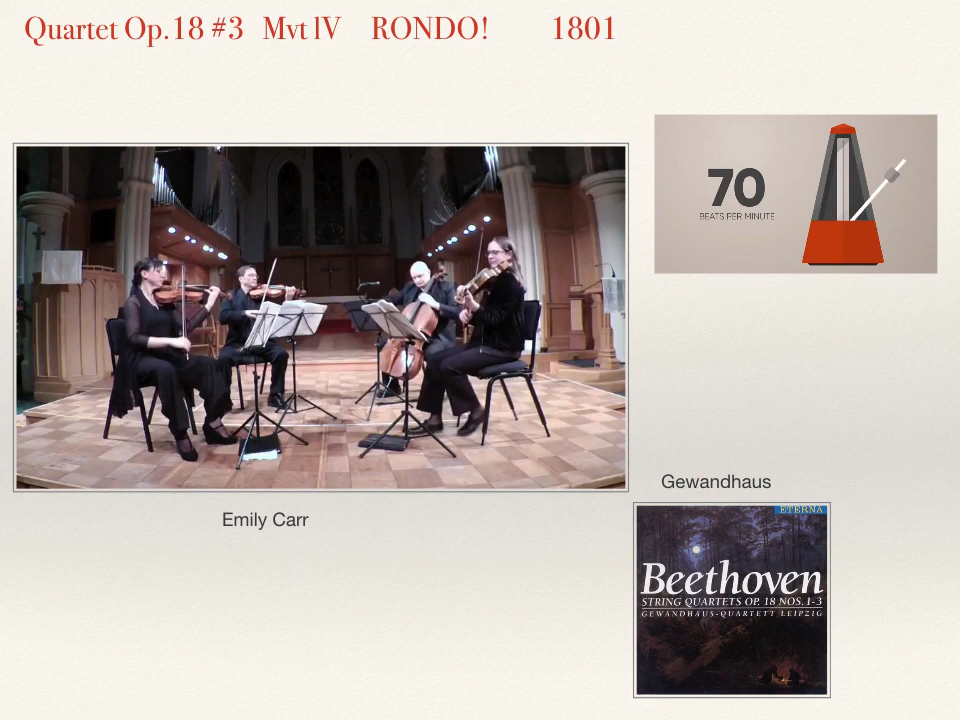 Quartet Op.18 #3 Mvt lV RONDO! 1801
70
BEATS PER MINUTE
Gewandhaus
Emily Carr
ETERNA
Beethoven
STRING QUARTETS OP. 18 NOS. 1-3
GEWANDHAUS-QUARTETT LEIPZIG